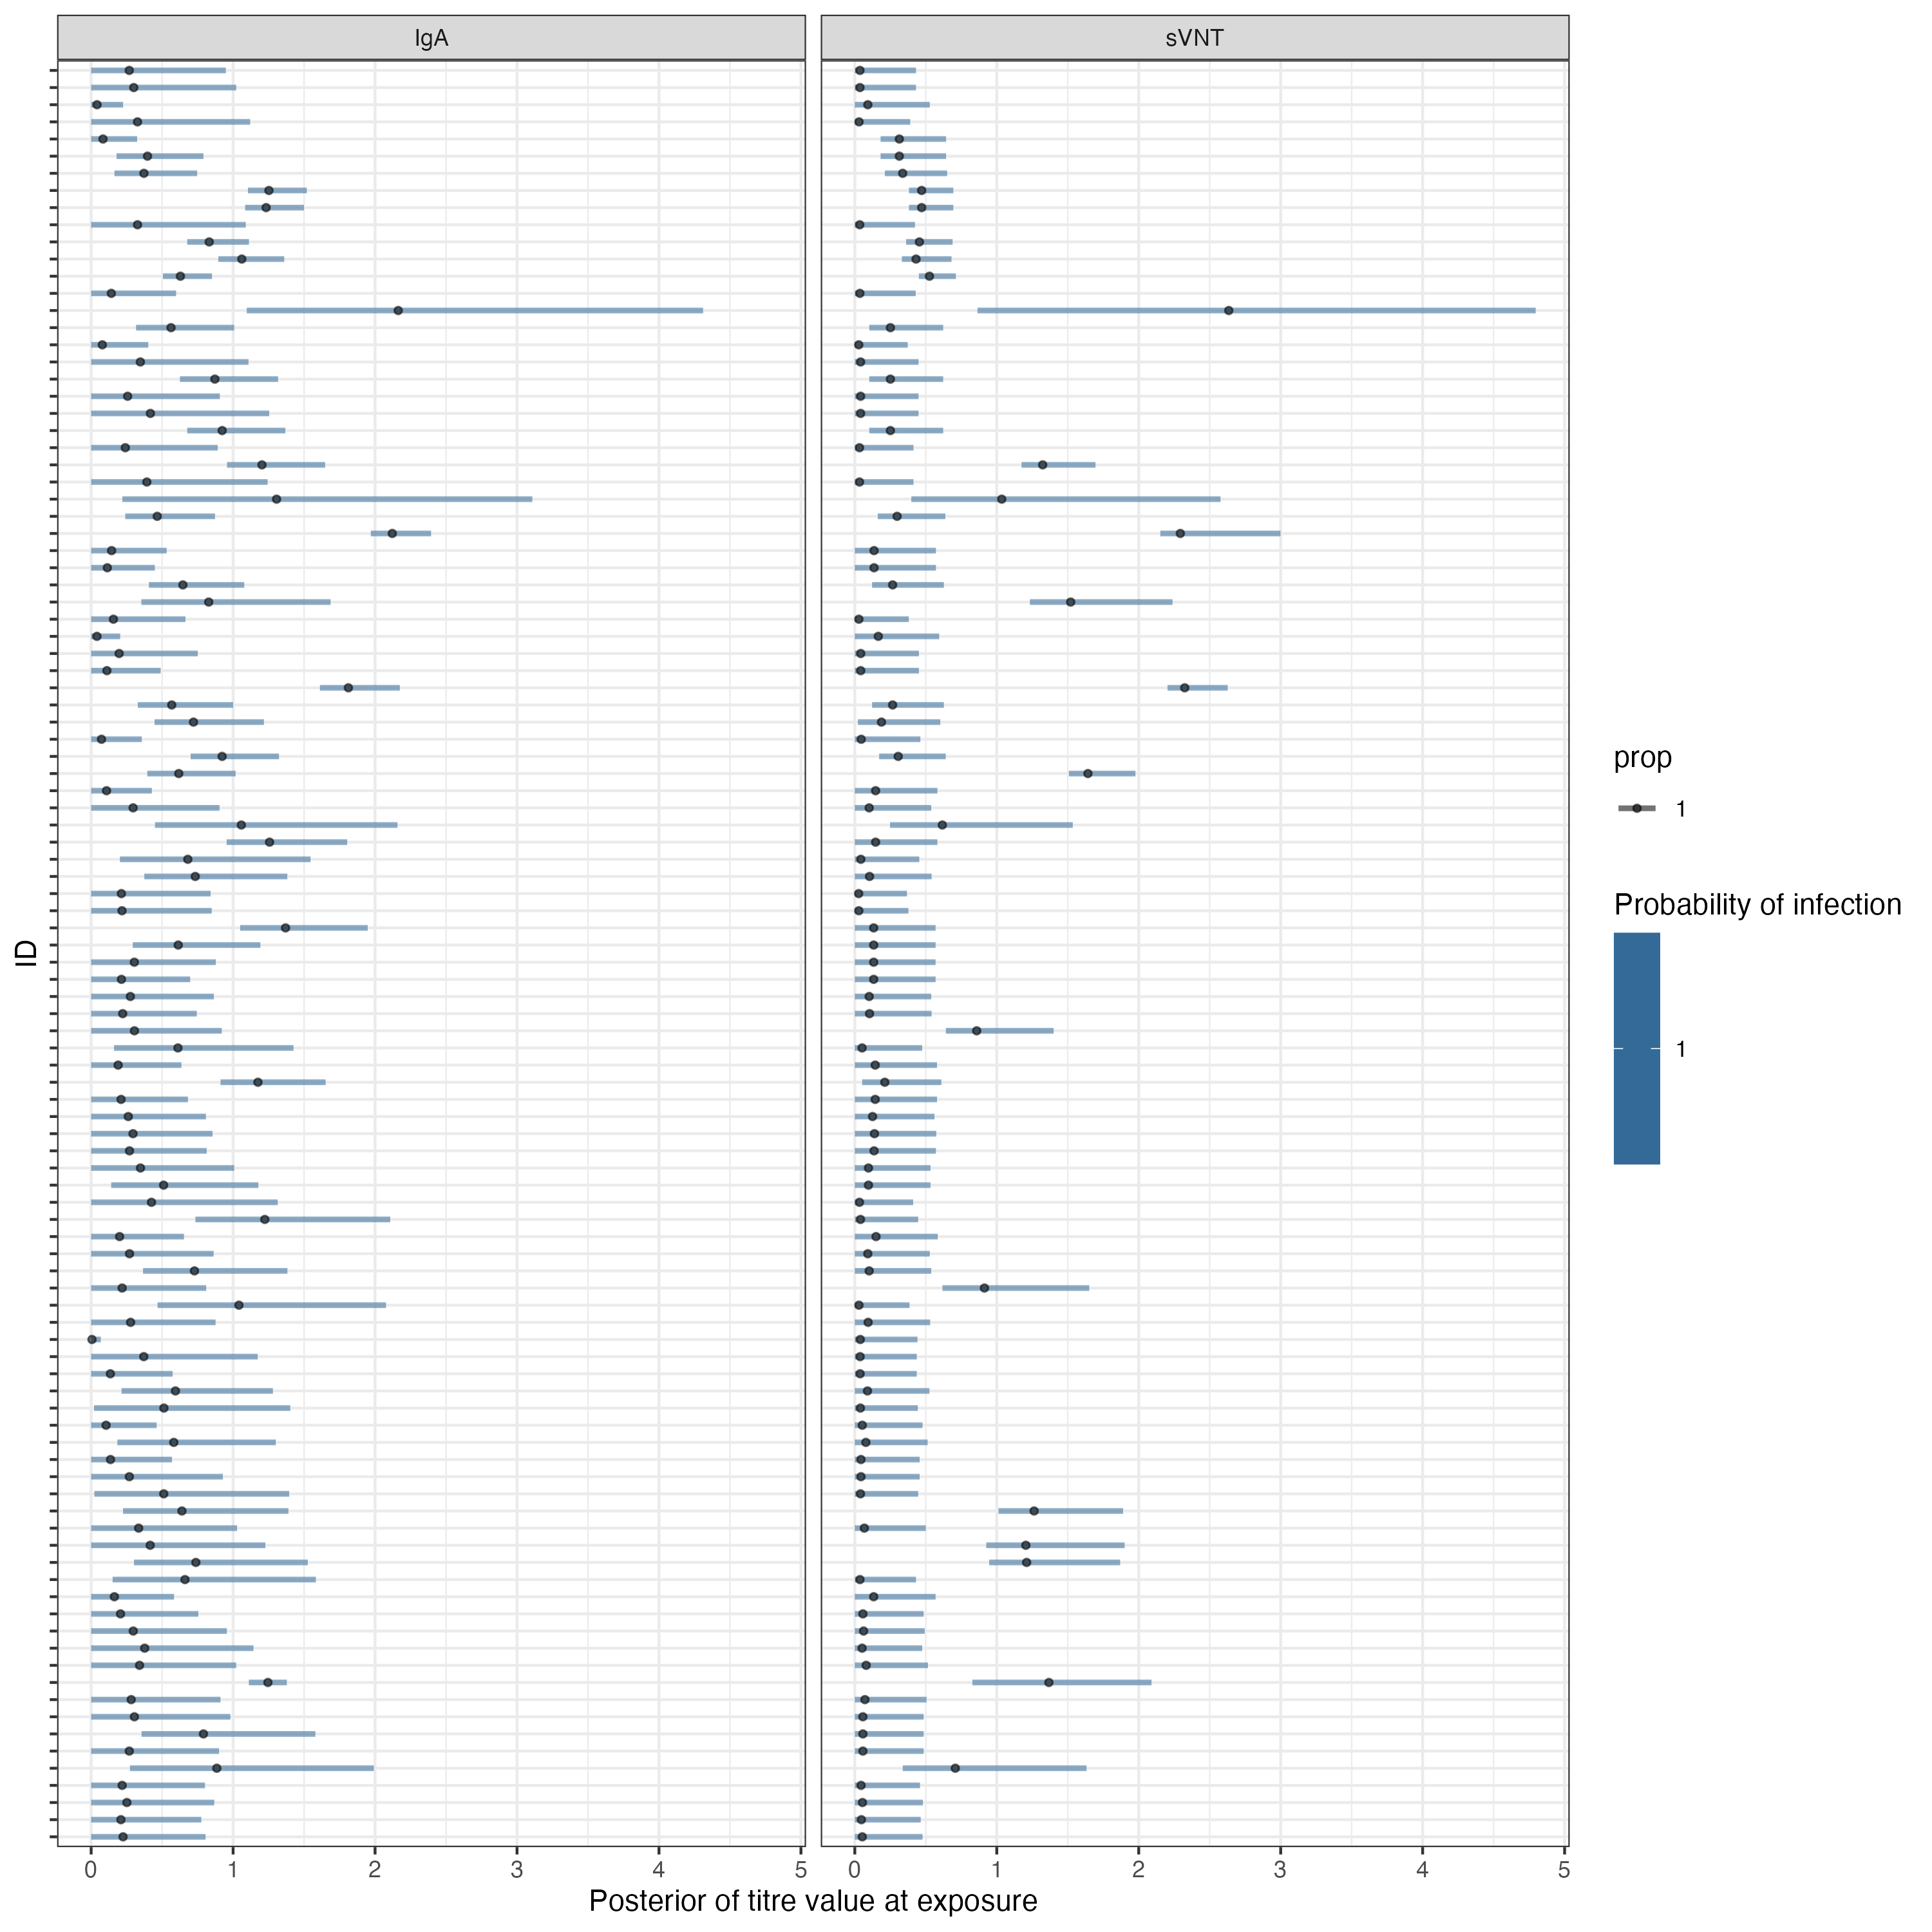 IgA
sVNT
ID
0 1 2 3 4 5
0 1 2 3 4 5
Posterior of titre value at exposure
prop
1
Probability of infection
1